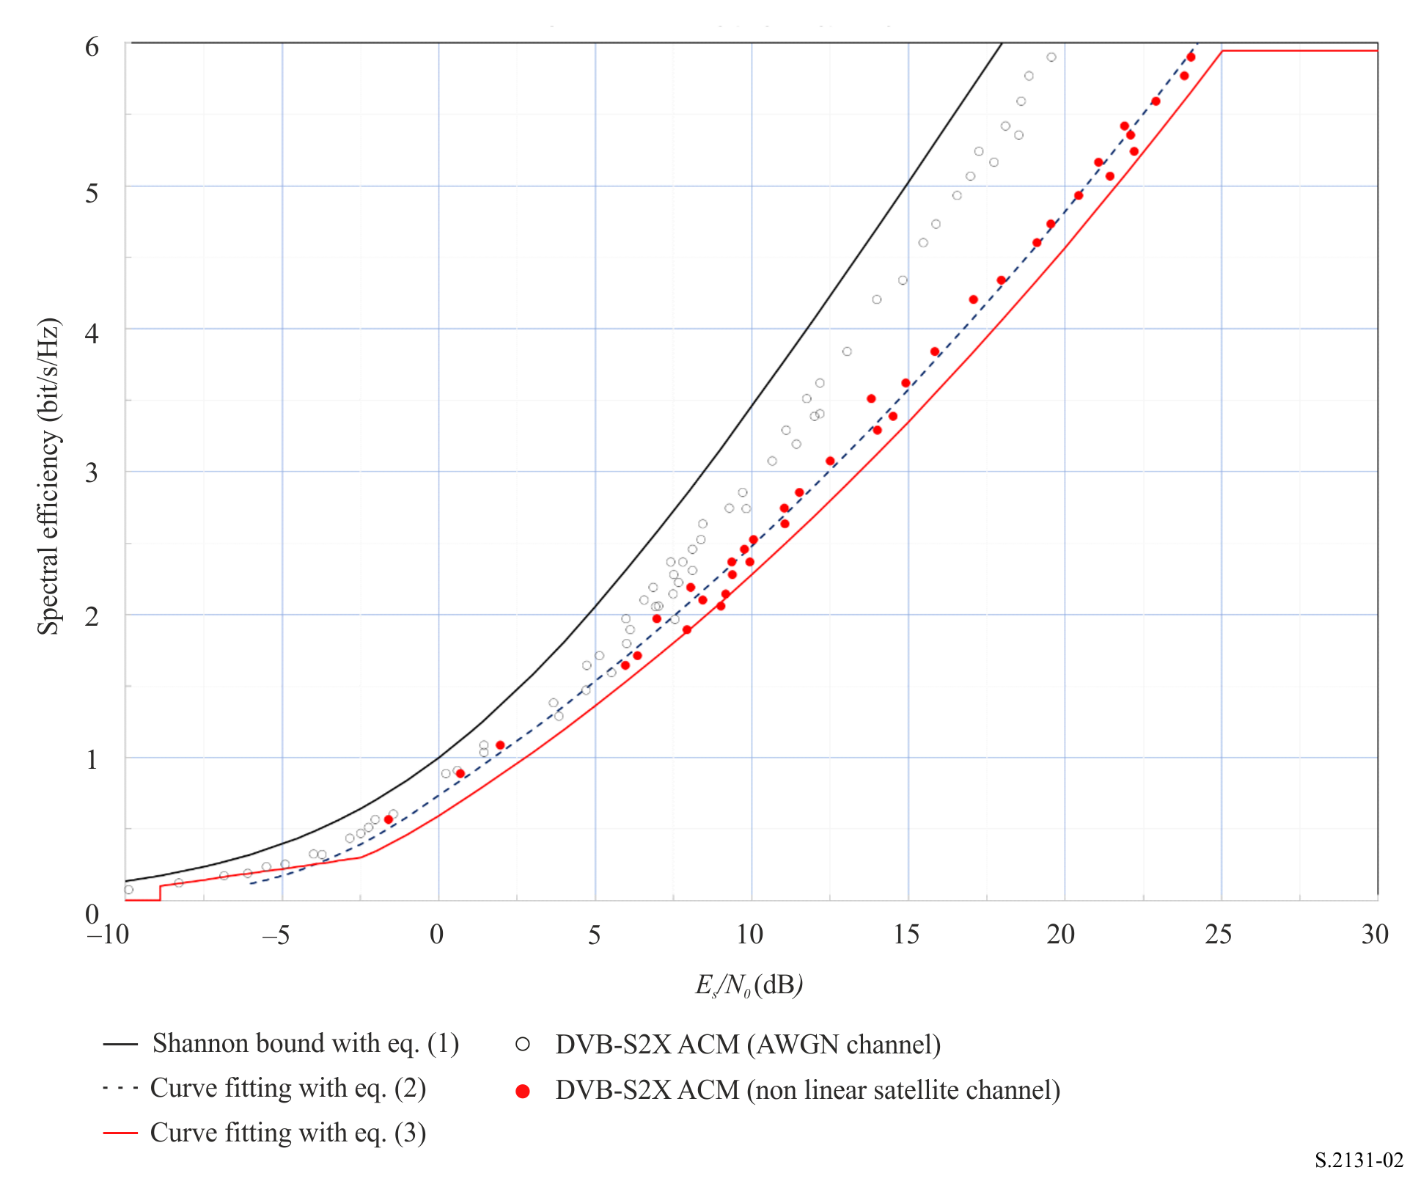 6
5
4
3
2
1
0
Spectral efficiency (bit/s/Hz)
–10 –5 0 5 10 15 20 25 30
Es/N0 (dB)
Shannon bound with eq. (1)
DVB-S2X ACM (AWGN channel)
Curve fitting with eq. (2)
DVB-S2X ACM (non linear satellite channel)
Curve fitting with eq. (3)
S.2131-02